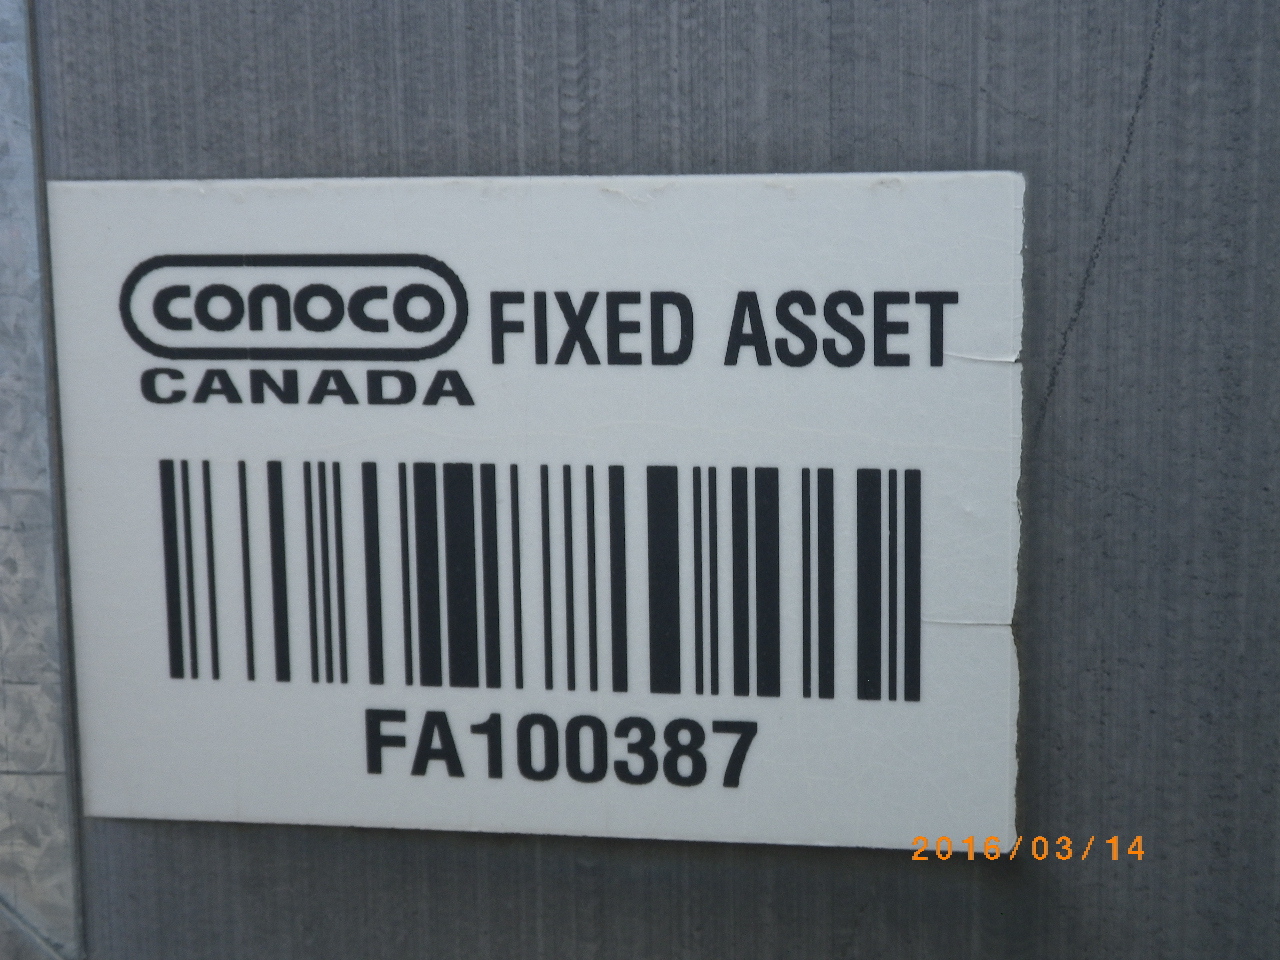 CONOCO
CANADA
FIXED ASSET
FA100387
2016/03/14